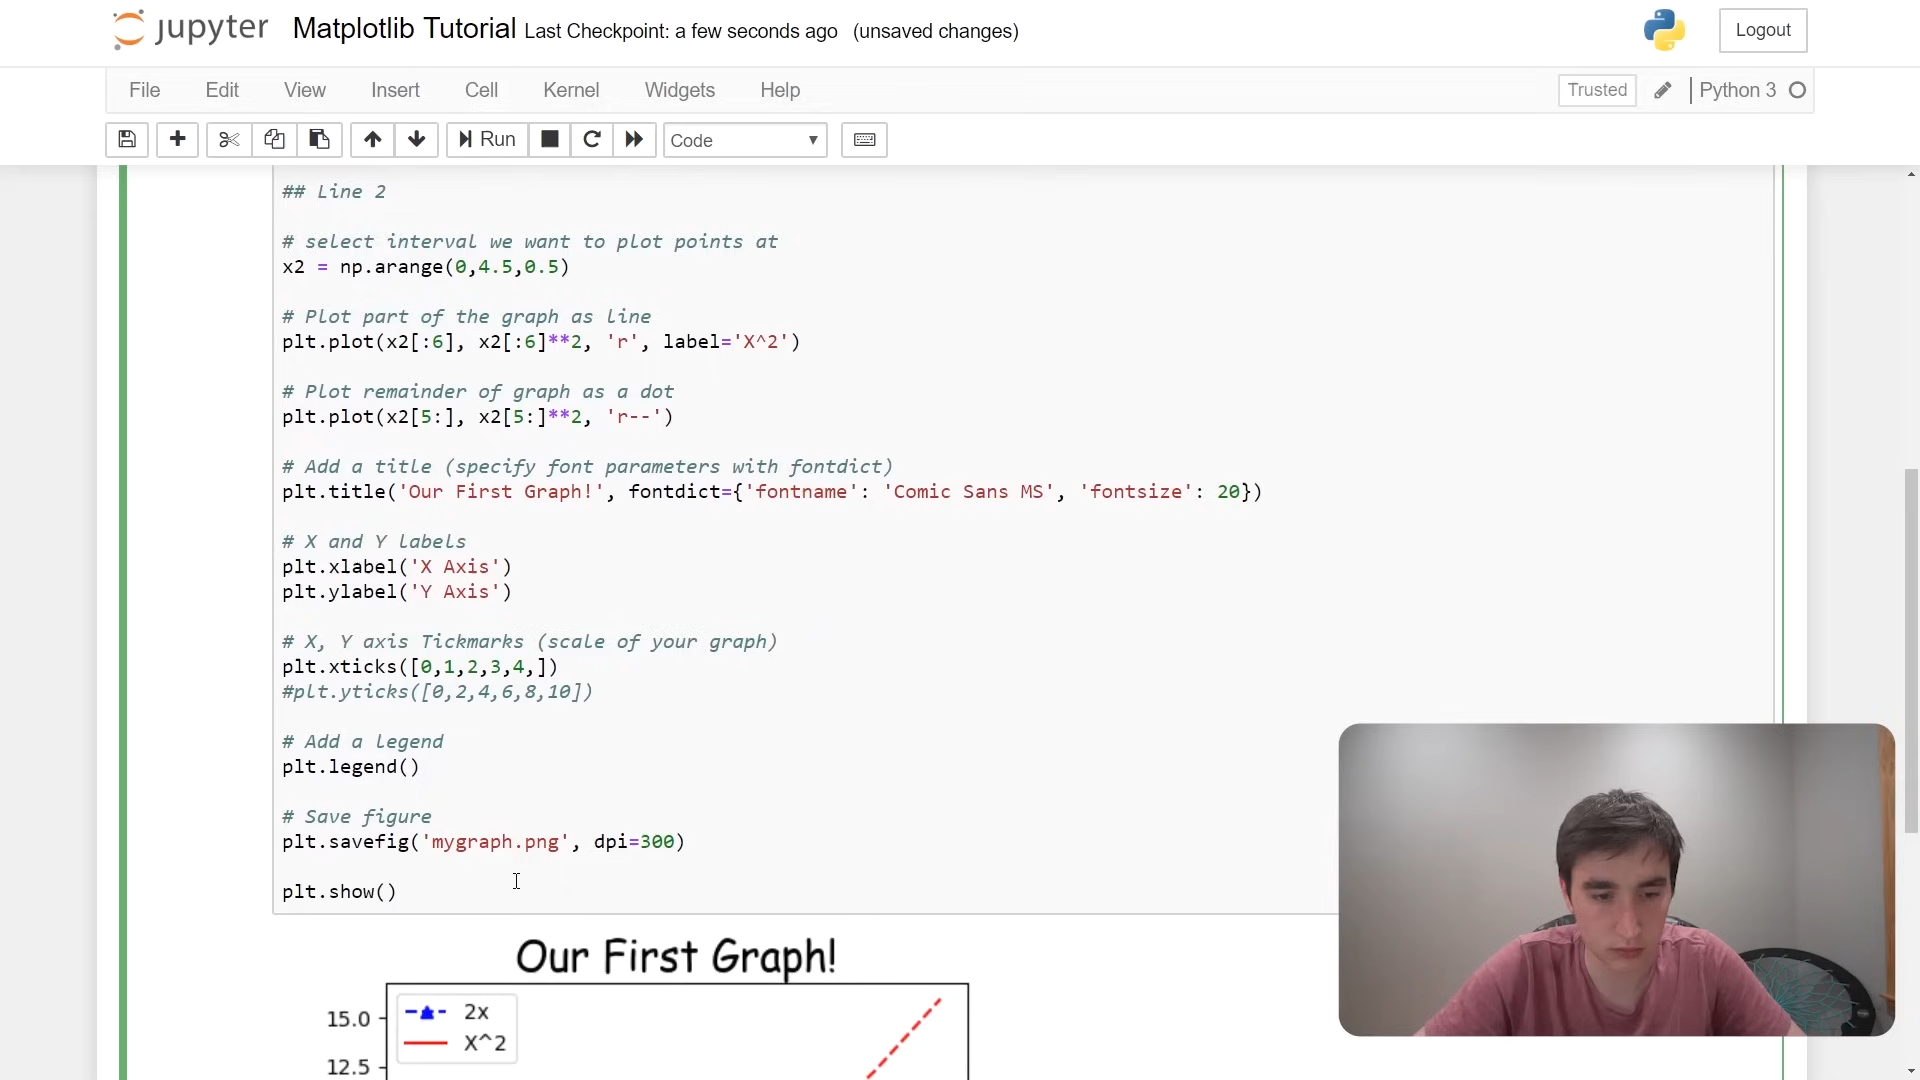 jupyter Matplotlib Tutorial Last Checkpoint: a few seconds ago (unsaved changes) Logout
File Edit View Insert Cell Kernel Widgets Help Trusted Python 3
Run Code
## Line 2
# select interval we want to plot points at
x2 = np.arange(0,4.5,0.5)
# Plot part of the graph as line
plt.plot(x2[:6], x2[:6]**2, 'r', label='X^2')
# Plot remainder of graph as a dot
plt.plot(x2[5:], x2[5:]**2, 'r--')
# Add a title (specify font parameters with fontdict)
plt.title('Our First Graph!', fontdict={'fontname': 'Comic Sans MS', 'fontsize': 20})
# X and Y labels
plt.xlabel('X Axis')
plt.ylabel('Y Axis')
# X, Y axis Tickmarks (scale of your graph)
plt.xticks([0,1,2,3,4,])
#plt.yticks([0,2,4,6,8,10])
# Add a legend
plt.legend()
# Save figure
plt.savefig('mygraph.png', dpi=300)
plt.show()
Our First Graph!
15.0
2x
X^2
12.5